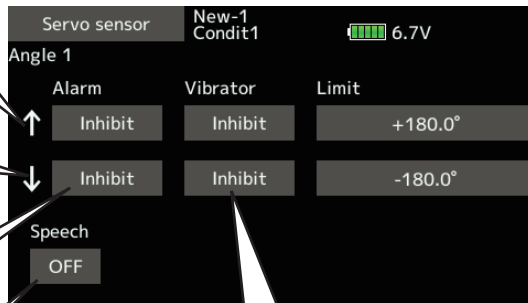 Servo sensor
New-1
Condit1
6.7V
Angle 1
Alarm Vibrator Limit
↑ Inhibit Inhibit +180.0°
↓ Inhibit Inhibit -180.0°
Speech
OFF